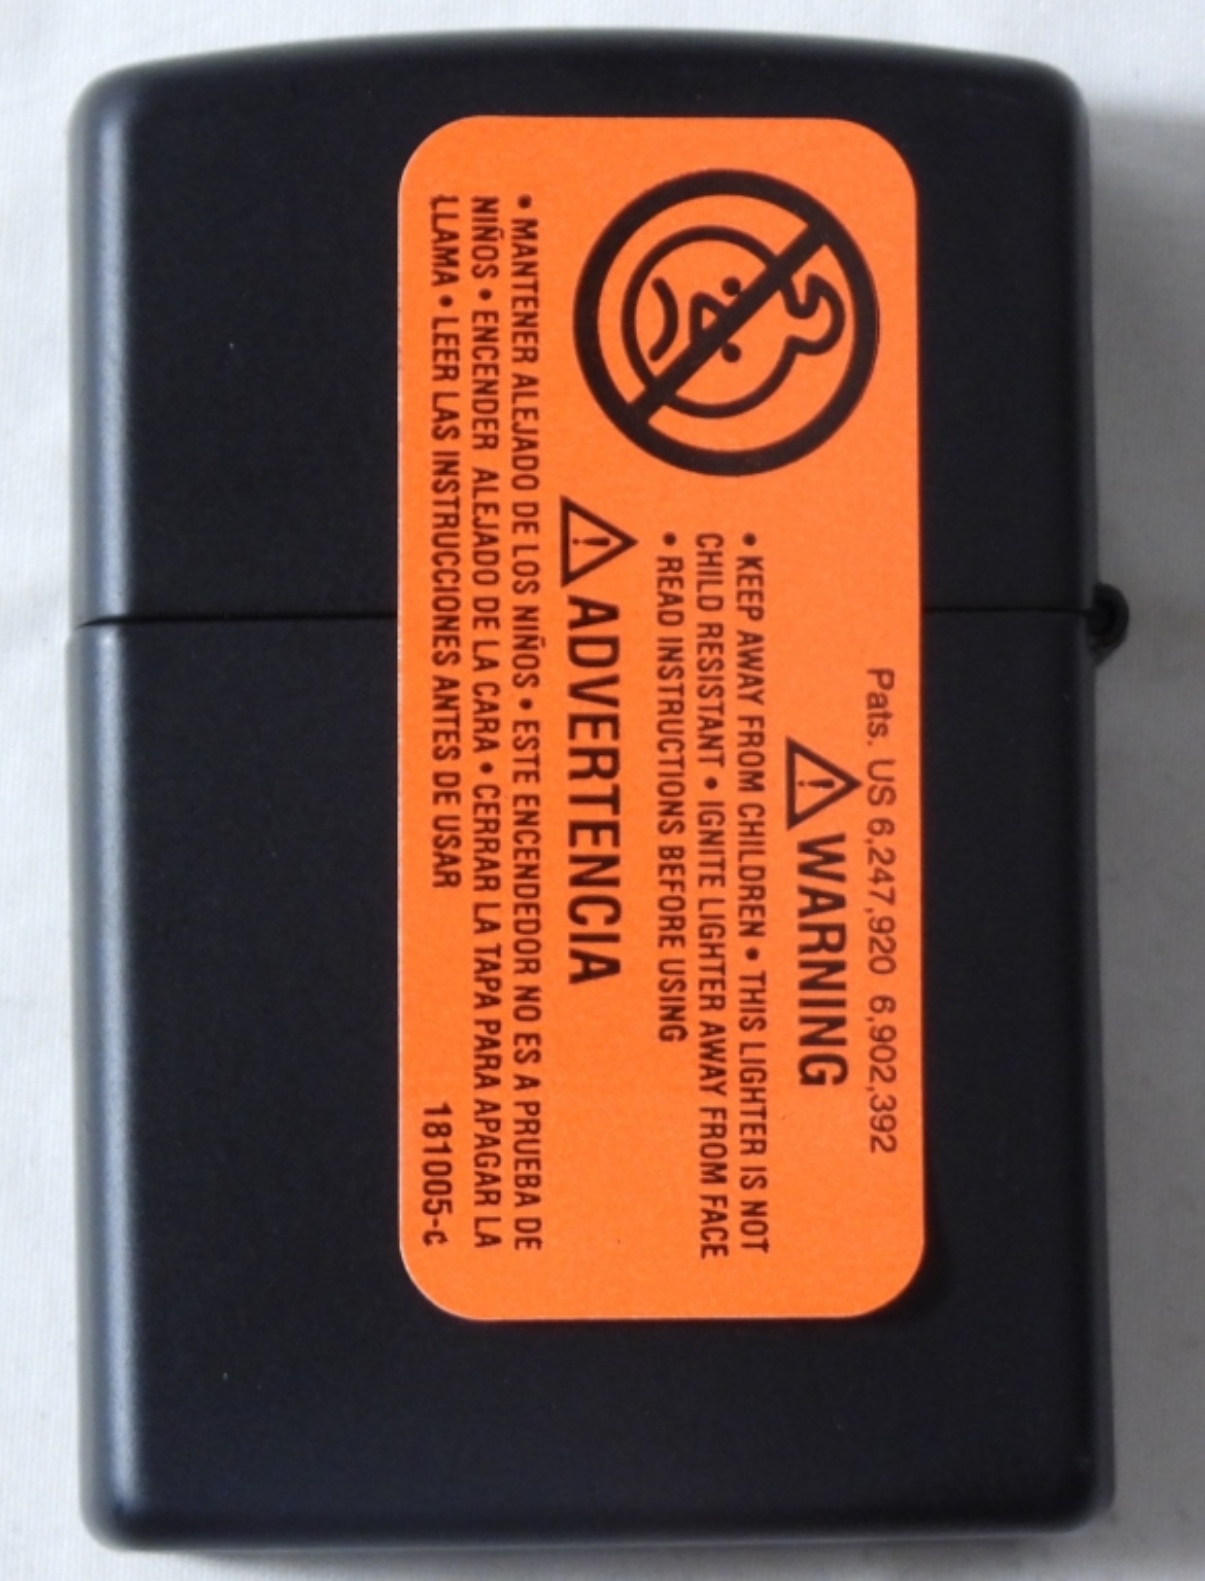 Pats. US 6,247,920 6,902,392
WARNING
• KEEP AWAY FROM CHILDREN • THIS LIGHTER IS NOT
CHILD RESISTANT • IGNITE LIGHTER AWAY FROM FACE
• READ INSTRUCTIONS BEFORE USING
ADVERTENCIA
• MANTENER ALEJADO DE LOS NIÑOS • ESTE ENCENDEDOR NO ES A PRUEBA DE
NIÑOS • ENCENDER ALEJADO DE LA CARA • CERRAR LA TAPA PARA APAGAR LA
LLAMA • LEER LAS INSTRUCCIONES ANTES DE USAR
181005-c